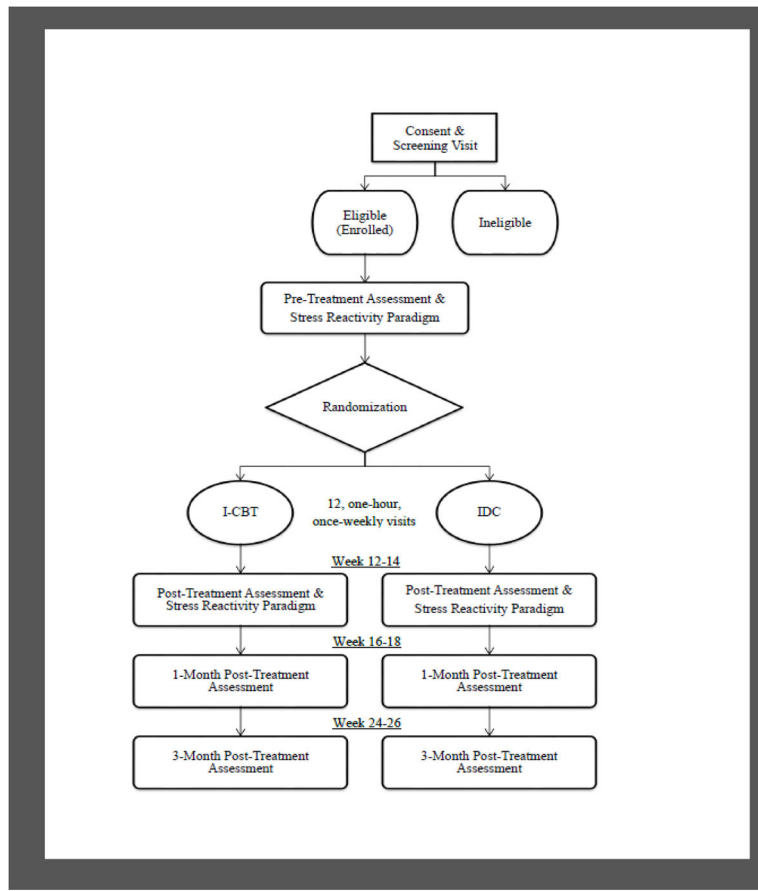 Consent &
Screening Visit
Eligible
(Enrolled)
Ineligible
Pre-Treatment Assessment &
Stress Reactivity Paradigm
Randomization
I-CBT
12, one-hour,
once-weekly visits
IDC
Week 12-14
Post-Treatment Assessment &
Stress Reactivity Paradigm
Post-Treatment Assessment &
Stress Reactivity Paradigm
Week 16-18
1-Month Post-Treatment
Assessment
1-Month Post-Treatment
Assessment
Week 24-26
3-Month Post-Treatment
Assessment
3-Month Post-Treatment
Assessment